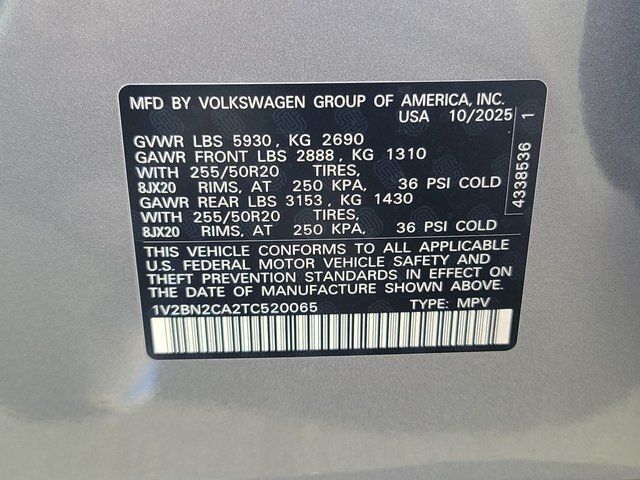 MFD BY VOLKSWAGEN GROUP OF AMERICA, INC.
USA 10/2025
GVWR LBS 5930 , KG 2690
GAWR FRONT LBS 2888 , KG 1310
WITH 255/50R20 TIRES,
8JX20 RIMS, AT 250 KPA, 36 PSI COLD
GAWR REAR LBS 3153 , KG 1430
WITH 255/50R20 TIRES,
8JX20 RIMS, AT 250 KPA, 36 PSI COLD
THIS VEHICLE CONFORMS TO ALL APPLICABLE
U.S. FEDERAL MOTOR VEHICLE SAFETY AND
THEFT PREVENTION STANDARDS IN EFFECT ON
THE DATE OF MANUFACTURE SHOWN ABOVE.
1V2BN2CA2TC520065 TYPE: MPV
4338536 1